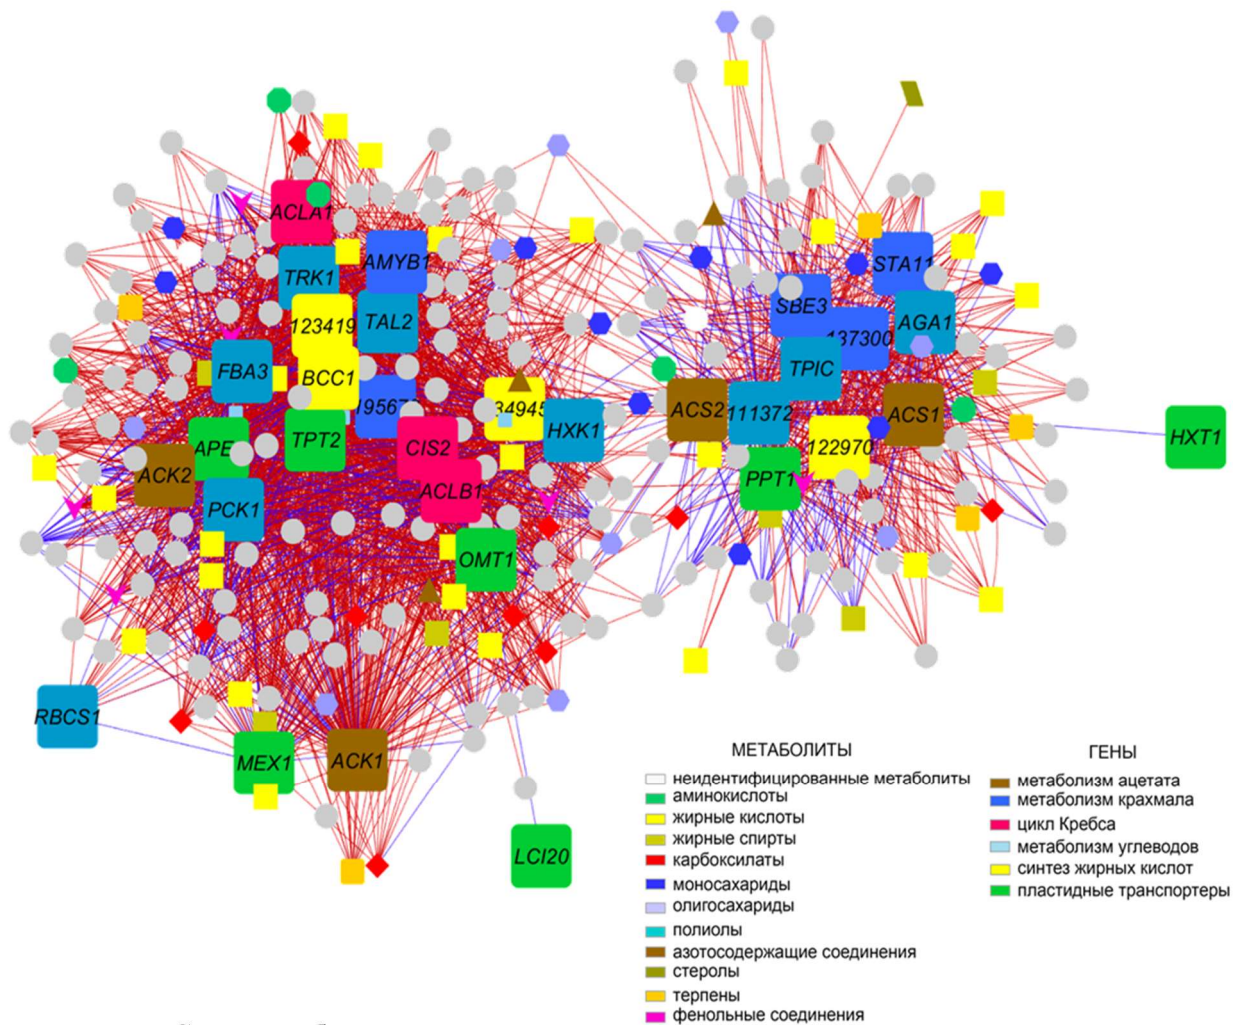 ACLA1
TRK1
AMYB1
123419
TAL2
FBA3
BCC1
HXK1
TPT2
CIS2
ACK2
ACLB1
PCK1
OMT1
RBCS1
MEX1
ACK1
LCI20
STA11
SBE3
AGA1
137300
TPIC
ACS2
111372
ACS1
122970
PPT1
HXT1
МЕТАБОЛИТЫ
неидентифицированные метаболиты
аминокислоты
жирные кислоты
жирные спирты
карбоксилаты
моносахариды
олигосахариды
полиолы
азотосодержащие соединения
стеролы
терпены
фенольные соединения
ГЕНЫ
метаболизм ацетата
метаболизм крахмала
цикл Кребса
метаболизм углеводов
синтез жирных кислот
пластидные транспортеры